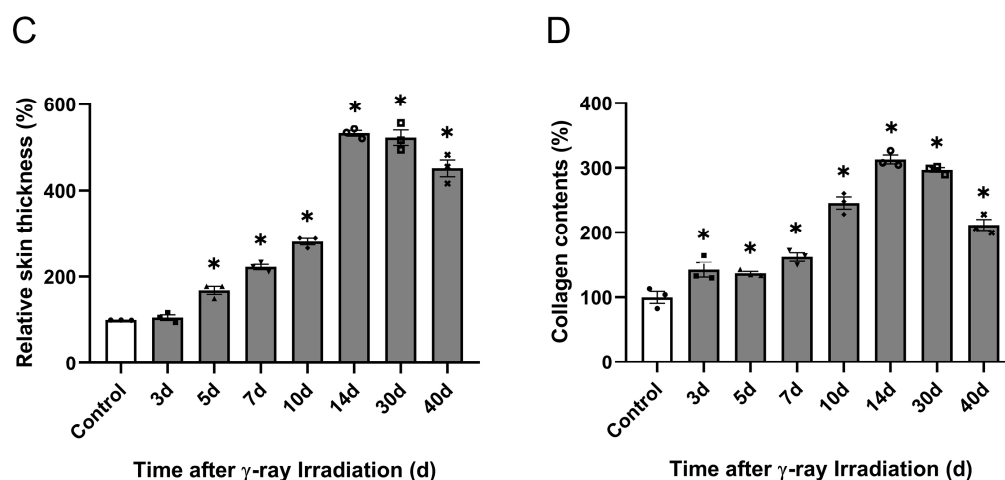 C
Relative skin thickness (%)
600
400
200
0
* * * * * *
Control 3d 5d 7d 10d 14d 30d 40d
Time after γ-ray Irradiation (d)
D
Collagen contents (%)
400
300
200
100
0
* * * * * * *
Control 3d 5d 7d 10d 14d 30d 40d
Time after γ-ray Irradiation (d)